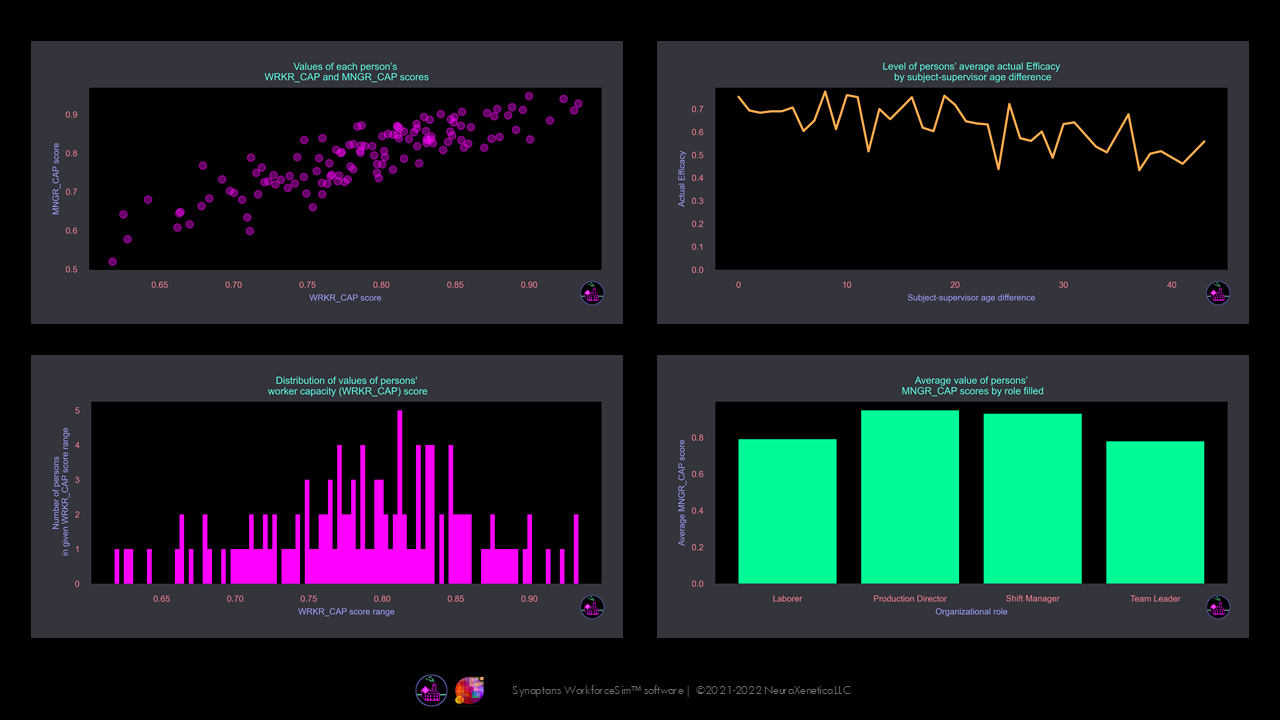 Values of each person's
WRKR_CAP and MNGR_CAP scores
MNGR_CAP score
0.9
0.8
0.7
0.6
0.5
0.65 0.70 0.75 0.80 0.85 0.90
WRKR_CAP score
Level of persons' average actual Efficacy
by subject-supervisor age difference
Actual Efficacy
0.7
0.6
0.5
0.4
0.3
0.2
0.1
0.0
0 10 20 30 40
Subject-supervisor age difference
Distribution of values of persons'
worker capacity (WRKR_CAP) score
Number of persons
in given WRKR_CAP score range
5
4
3
2
1
0
0.65 0.70 0.75 0.80 0.85 0.90
WRKR_CAP score range
Average value of persons'
MNGR_CAP scores by role filled
Average MNGR_CAP score
0.8
0.6
0.4
0.2
0.0
Laborer Production Director Shift Manager Team Leader
Organizational role
Synaptans WorkforceSim™ software | ©2021-2022 NeuraXenetica LLC